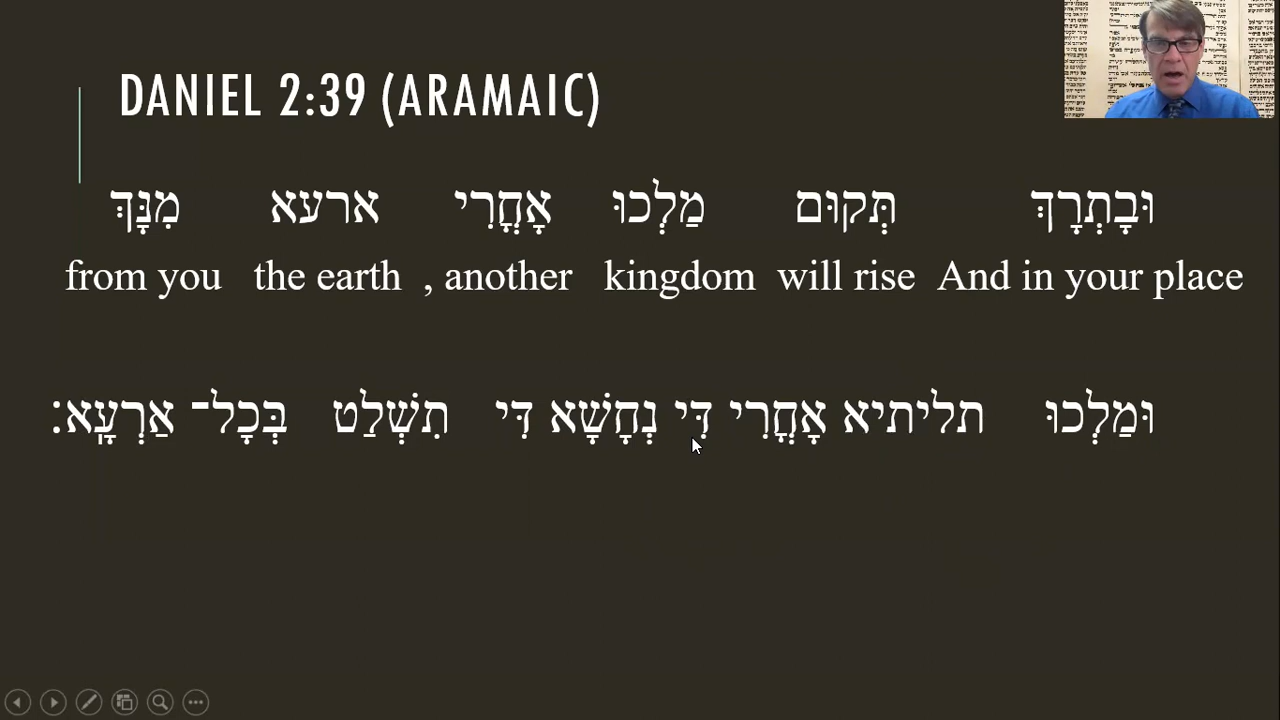 DANIEL 2:39 (ARAMAIC)
וּבָתְרָךְ תְּקוּם מַלְכוּ אָחֳרִי ארעא מִנָּךְ
from you the earth , another kingdom will rise And in your place
וּמַלְכוּ תליתיא אָחֳרִי דִּי נְחָשָׁא דִּי תִשְׁלַט בְּכָל־ אַרְעָֽא׃